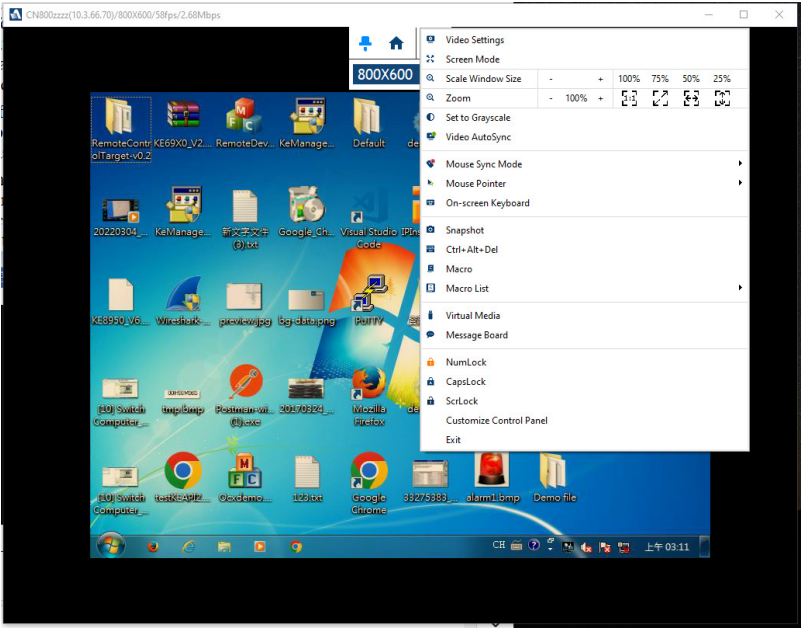 CN800zzzz(10.3.66.70)/800X600/58fps/2.68Mbps
800X600
Video Settings
Screen Mode
Scale Window Size - + 100% 75% 50% 25%
Zoom - 100% +
Set to Grayscale
Video AutoSync
Mouse Sync Mode
Mouse Pointer
On-screen Keyboard
Snapshot
Ctrl+Alt+Del
Macro
Macro List
Virtual Media
Message Board
NumLock
CapsLock
ScrLock
Customize Control Panel
Exit
RemoteContr KE69X0_V2.... RemoteDev... KeManage... Default de
olTarget-v0.2
20220304_... KeManage... 新文字文件 Google_Ch... Visual Studio IPIns
(3).txt Code
KE8950_V6.... Wireshark-... preview.jpg bg-data.png PuTTY
[10] Switch tmp.bmp Postman-wi... 20170324_... Mozilla de
Computer_... (1).exe Firefox
[10] Switch testKEAPI2... Ocxdemo... 123.txt Google 33275383_... alarm1.bmp Demo file
Computer_... Chrome
CH 上午 03:11